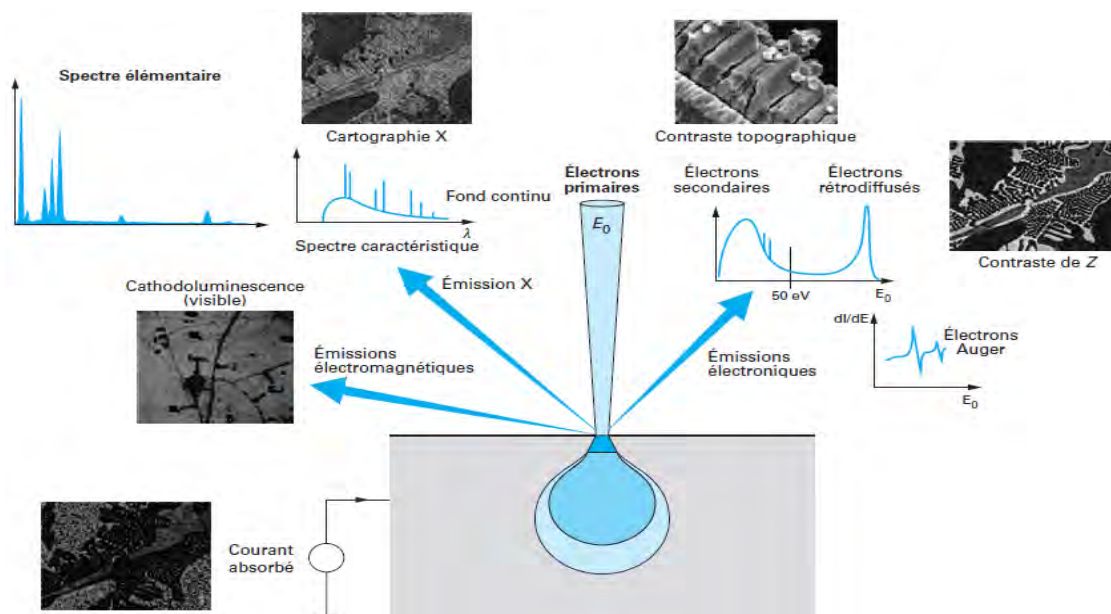 Spectre élémentaire
Cartographie X
Fond continu
λ
Spectre caractéristique
Émission X
Cathodoluminescence
(visible)
Émissions
électromagnétiques
Courant
absorbé
Électrons
primaires
E₀
Contraste topographique
Électrons
secondaires
Électrons
rétrodiffusés
50 eV
E₀
Contraste de Z
dI/dE
Électrons
Auger
E₀
Émissions
électroniques